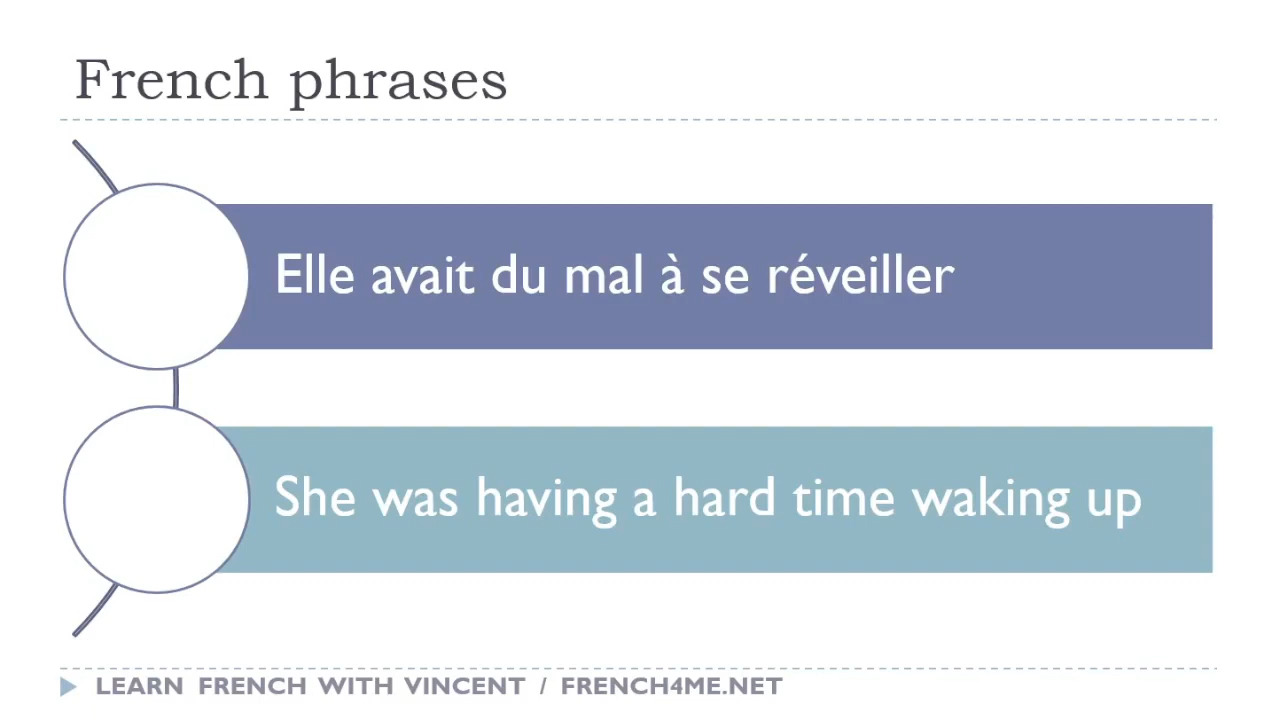 French phrases
Elle avait du mal à se réveiller
She was having a hard time waking up
LEARN FRENCH WITH VINCENT / FRENCH4ME.NET